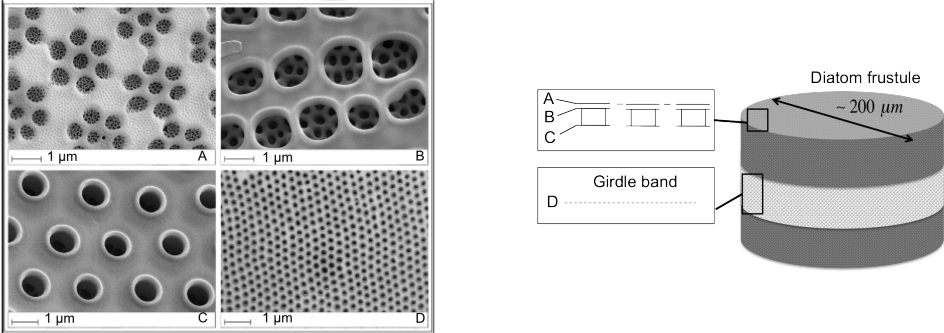 1 µm A
1 µm B
1 µm C
1 µm D
Diatom frustule
~ 200 µm
A
B
C
Girdle band
D